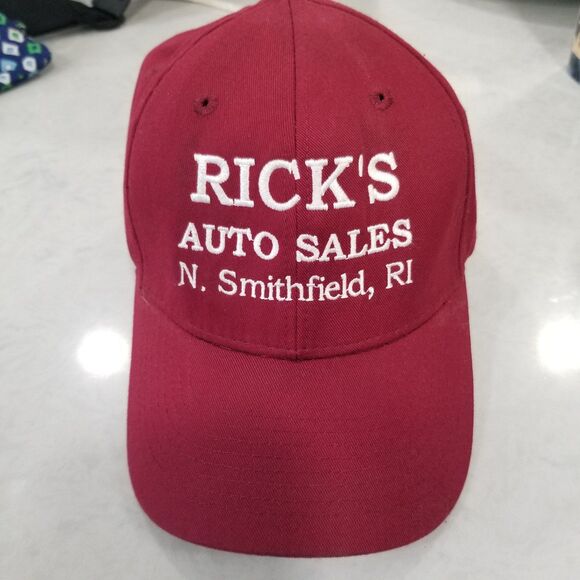 RICK'S
AUTO SALES
N. Smithfield, RI